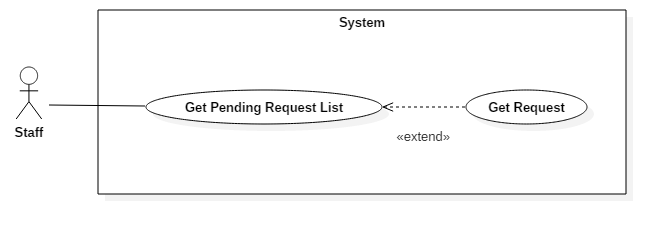 System
Get Pending Request List
Get Request
Staff
«extend»